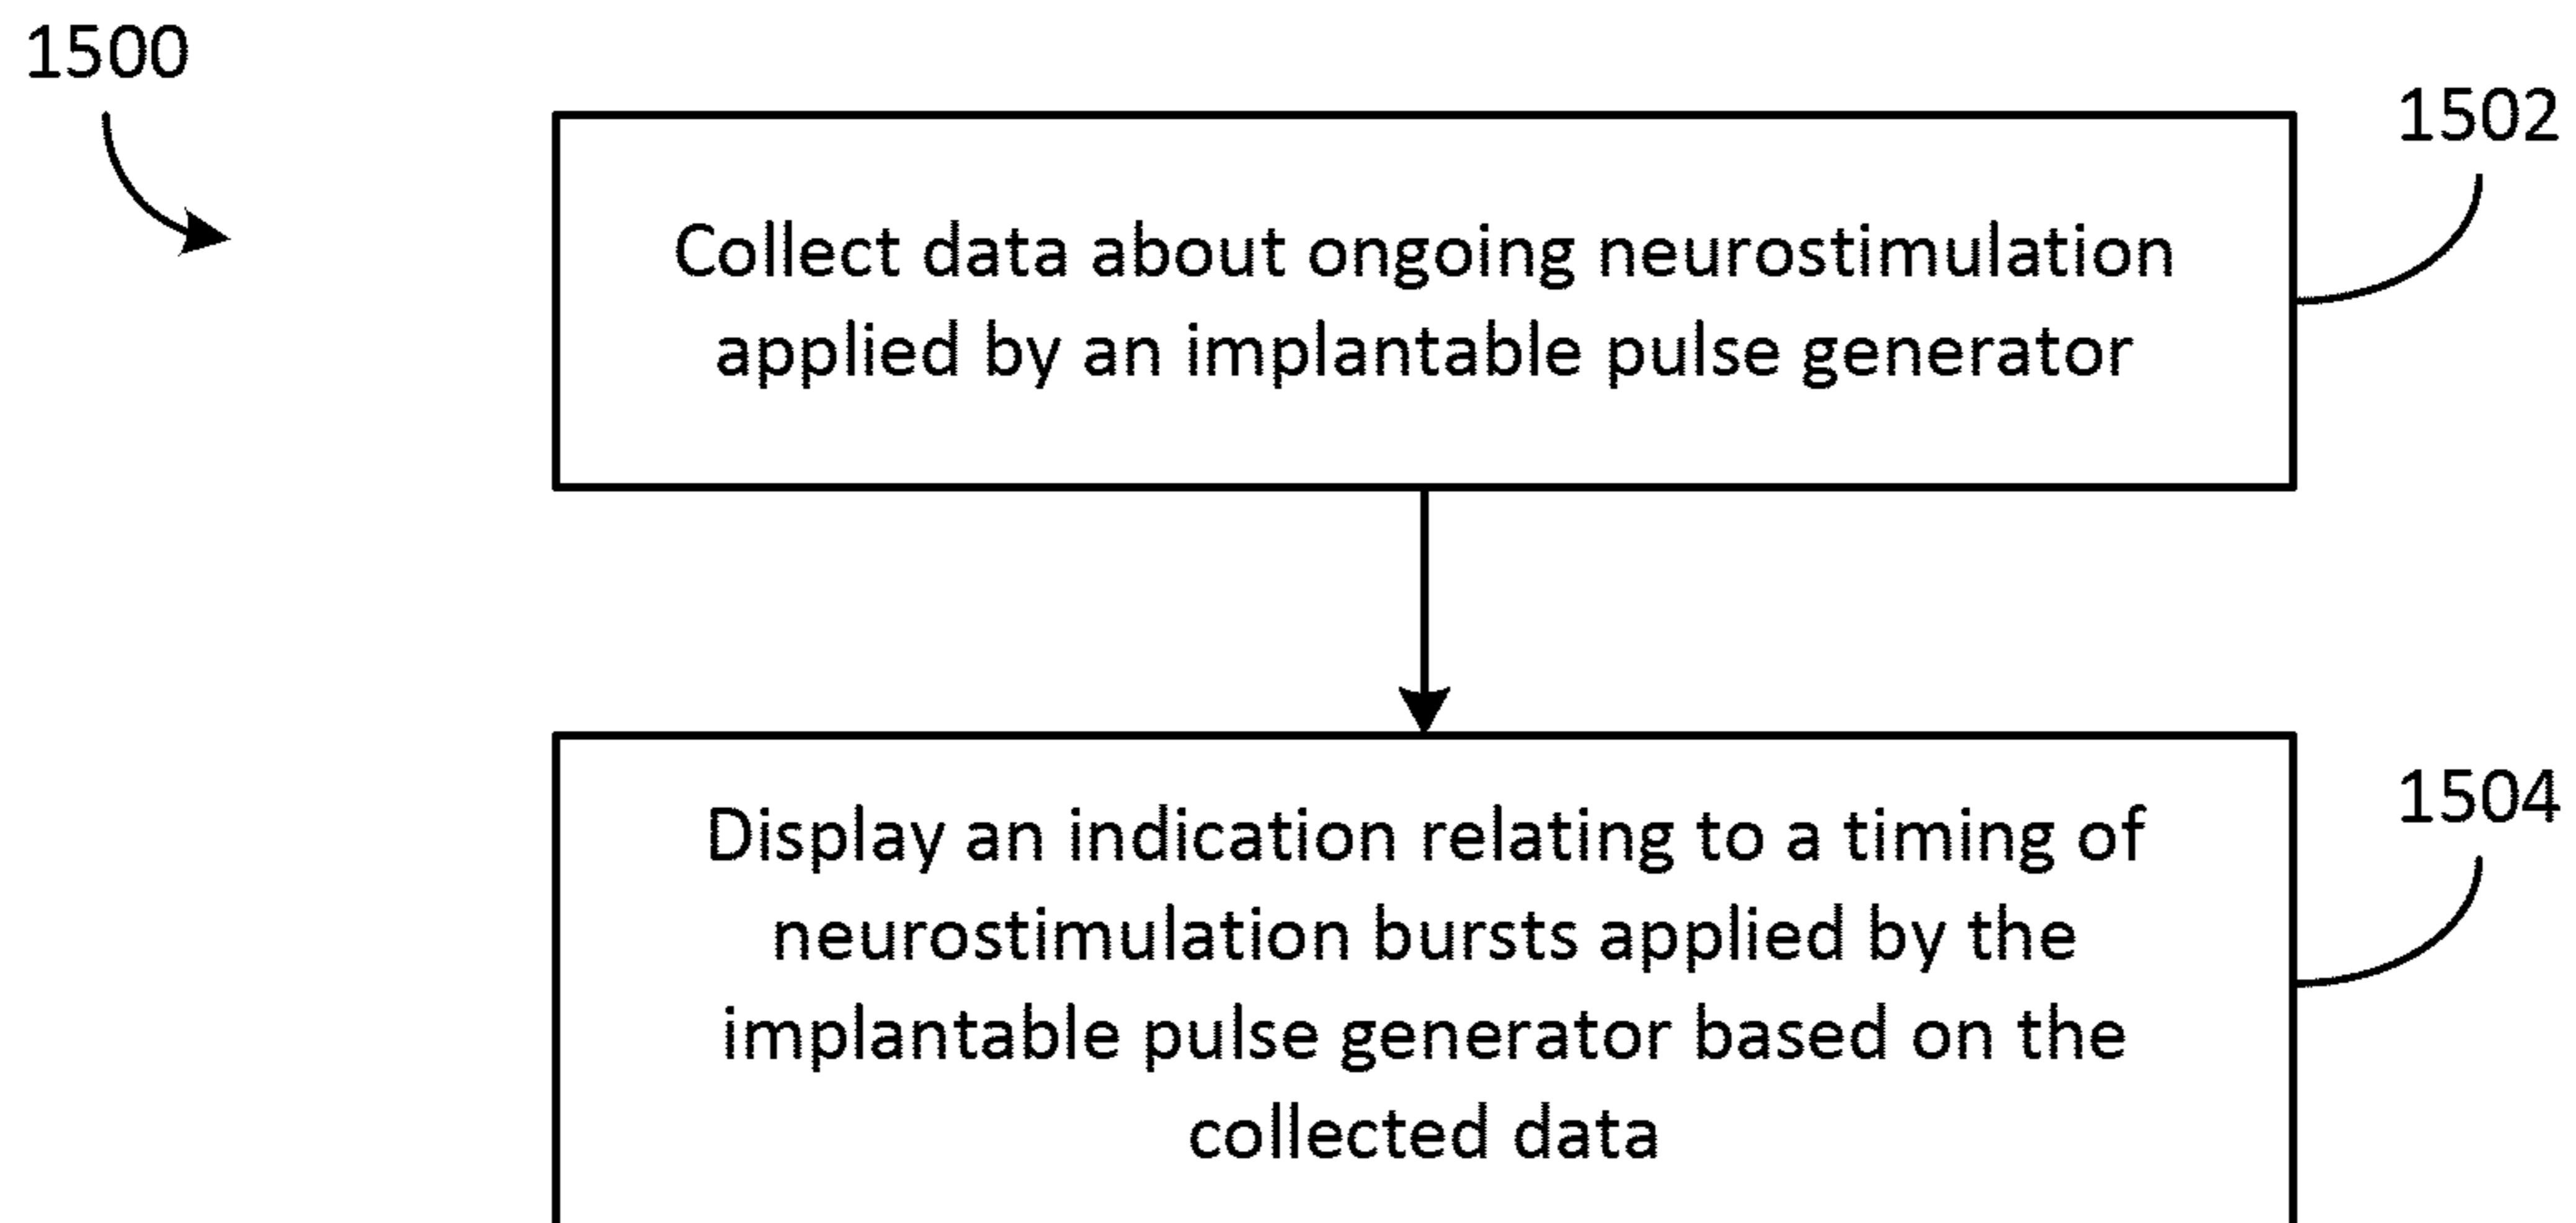 1500
1502
Collect data about ongoing neurostimulation
applied by an implantable pulse generator
1504
Display an indication relating to a timing of
neurostimulation bursts applied by the
implantable pulse generator based on the
collected data